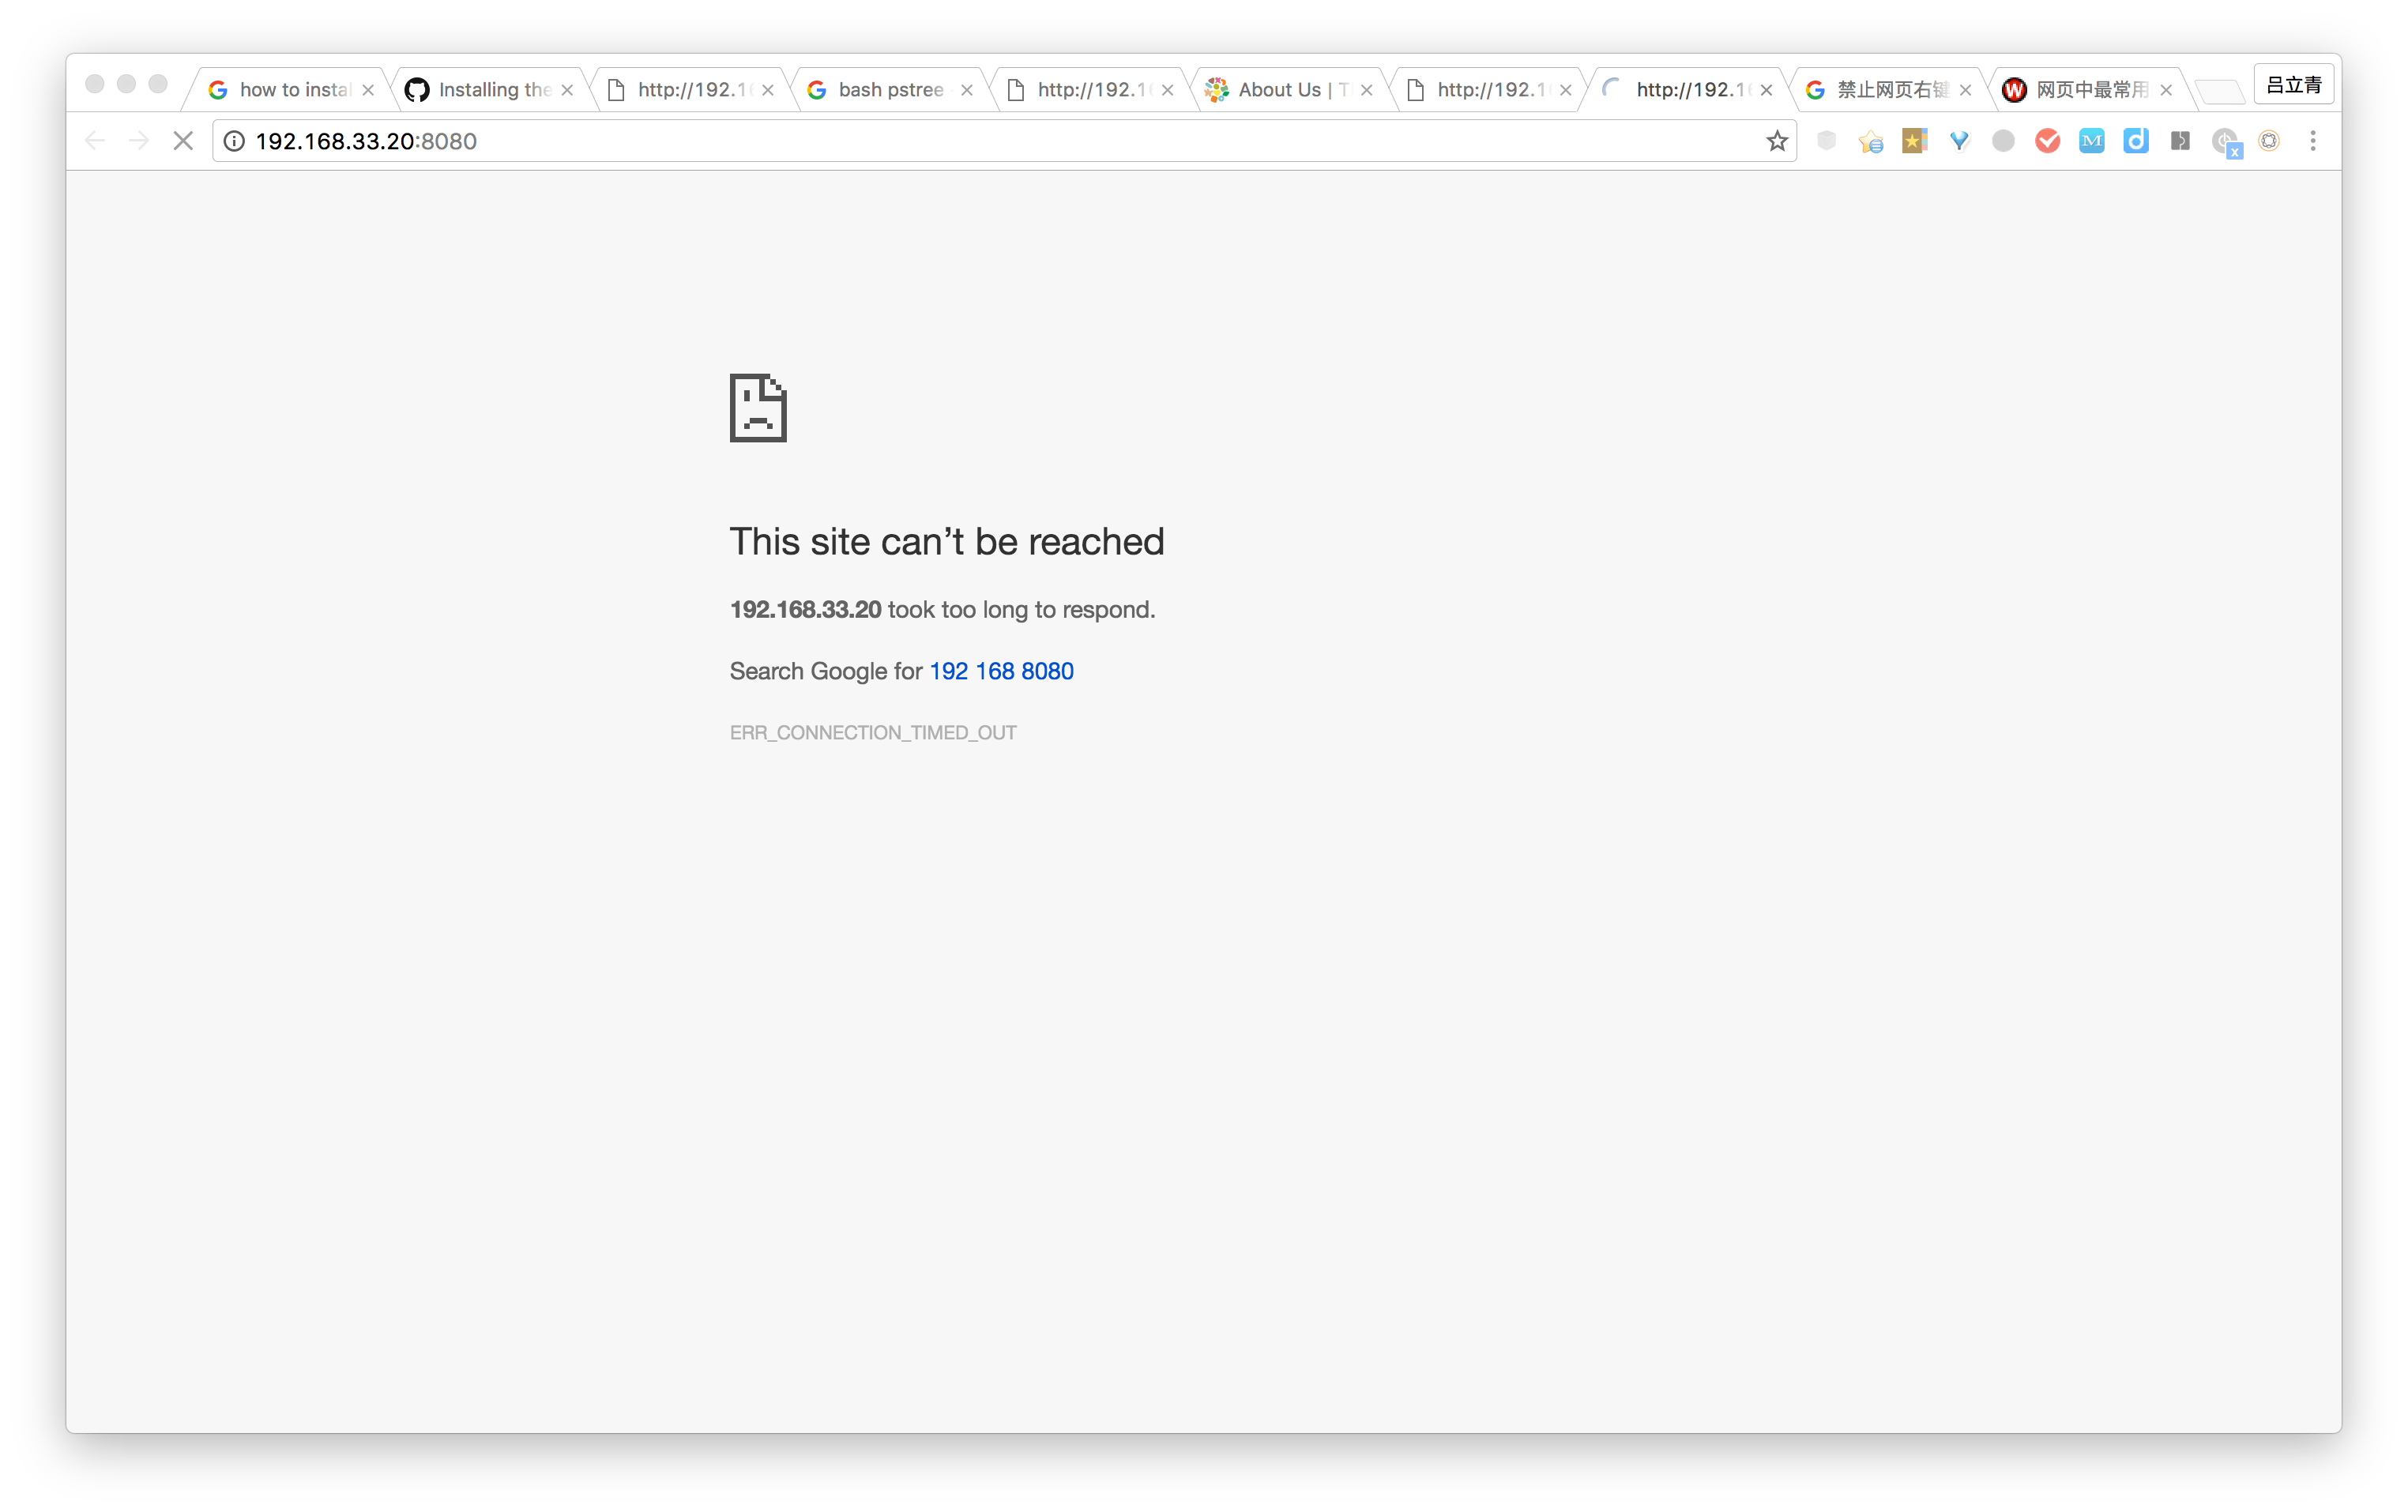 how to instal
Installing the
http://192.1
bash pstree
http://192.1
About Us | T
http://192.1
http://192.1
禁止网页右键
网页中最常用
吕立青
192.168.33.20:8080
This site can’t be reached
192.168.33.20 took too long to respond.
Search Google for 192 168 8080
ERR_CONNECTION_TIMED_OUT